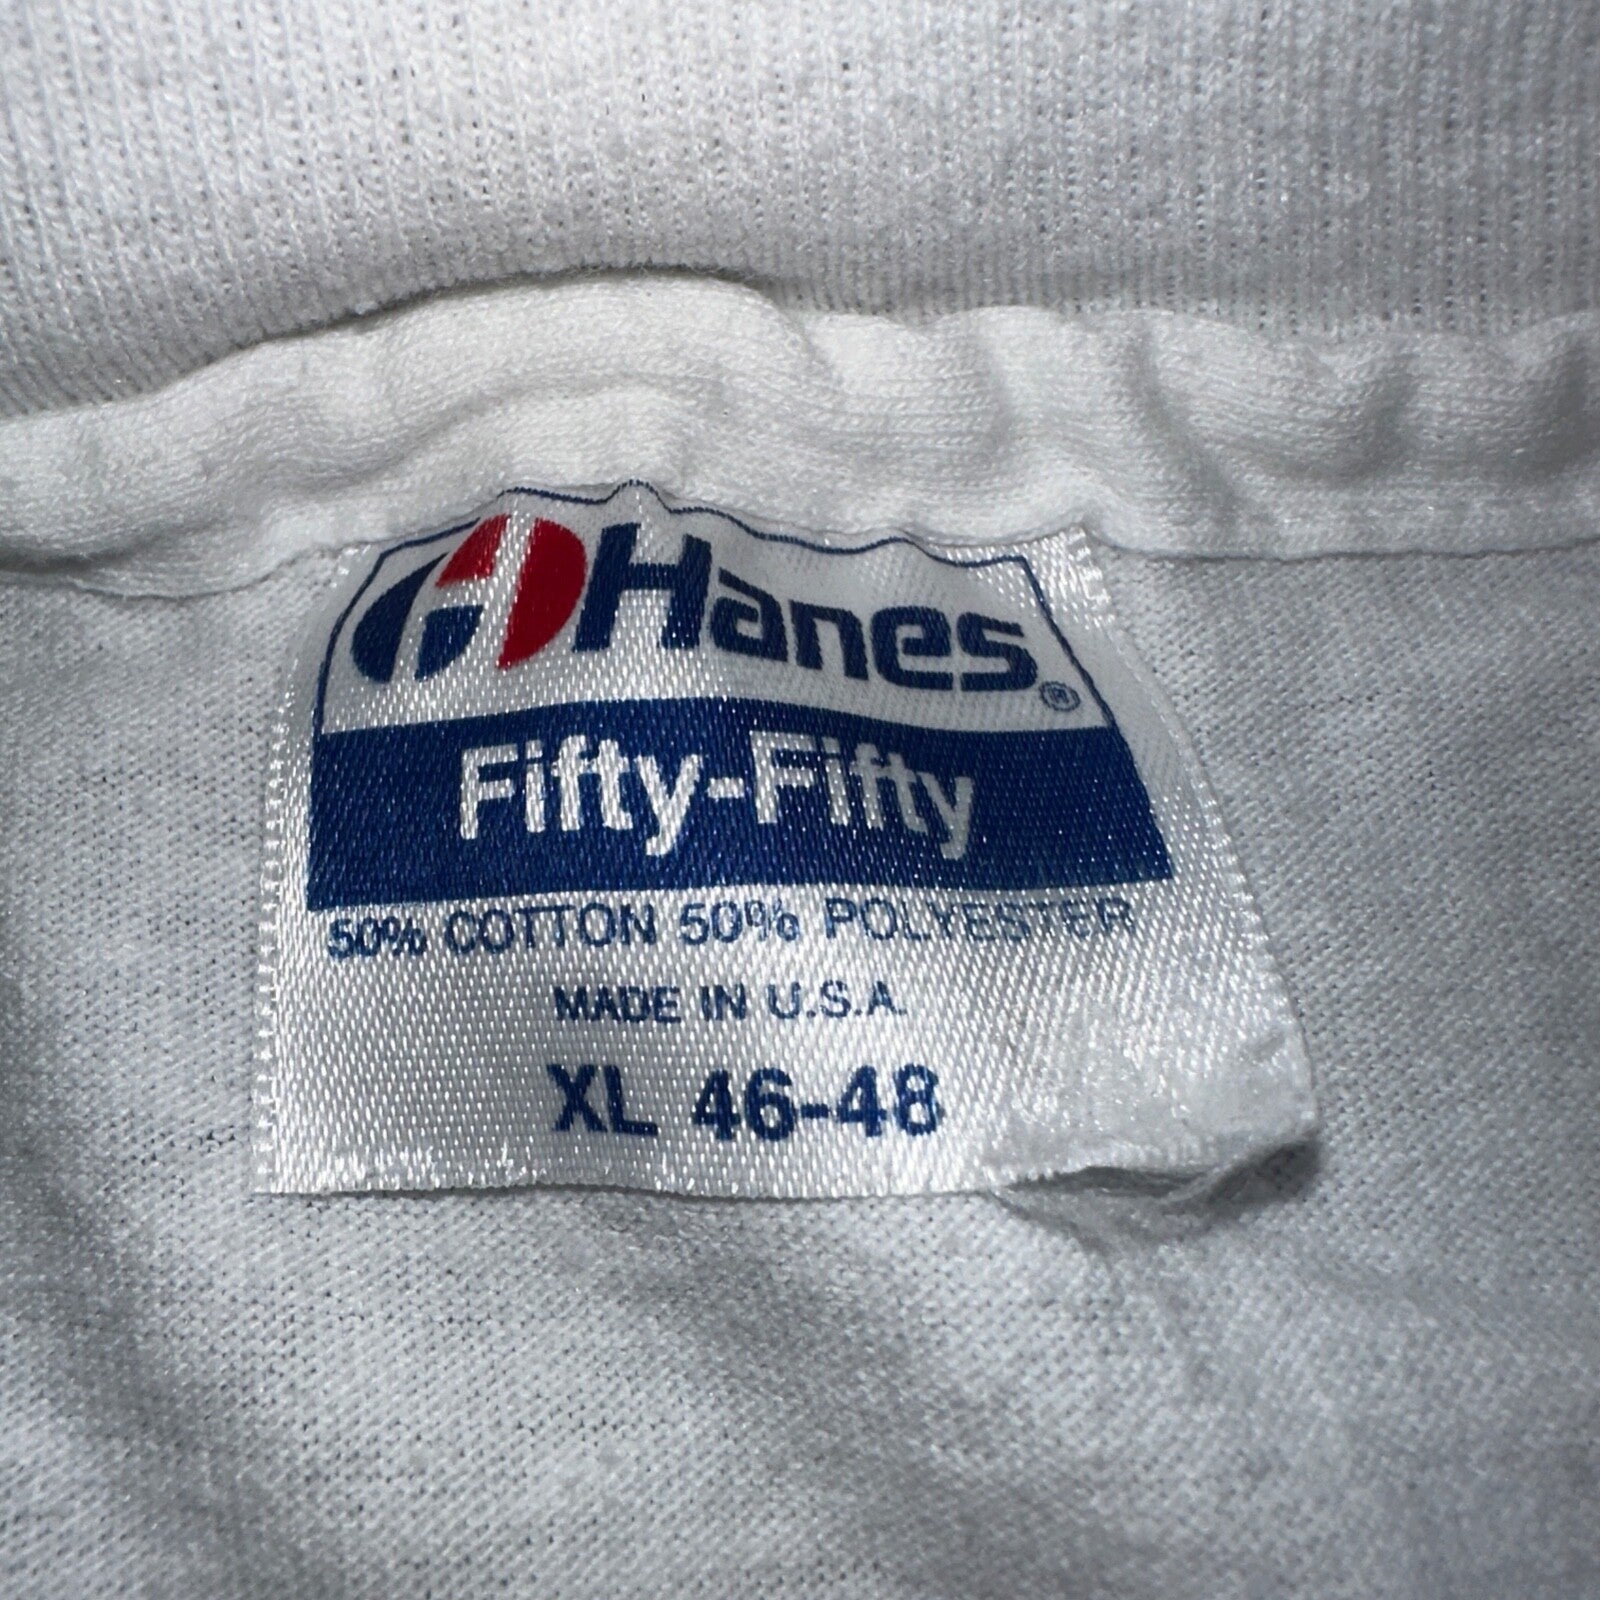 Hanes®
Fifty-Fifty
50% COTTON 50% POLYESTER
MADE IN U.S.A.
XL 46-48